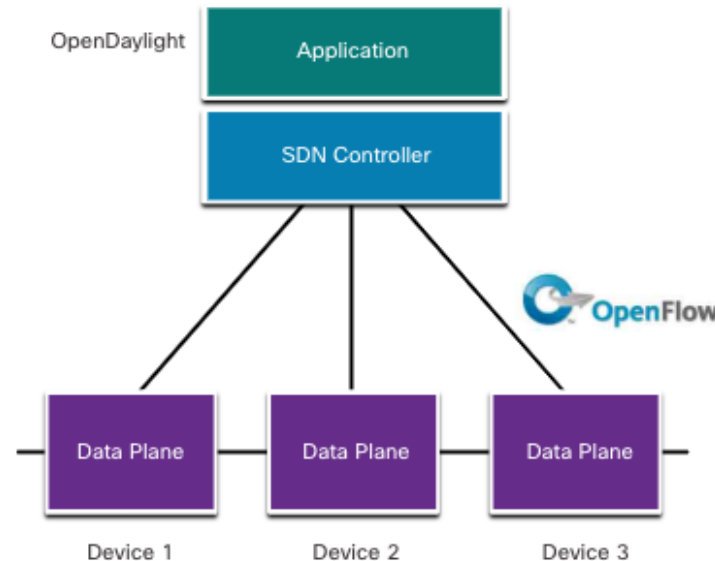 OpenDaylight
Application
SDN Controller
OpenFlow
Data Plane
Data Plane
Data Plane
Device 1
Device 2
Device 3